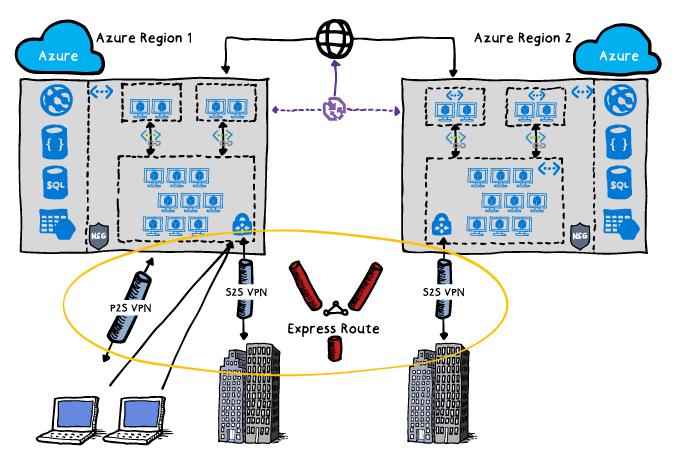 Azure Region 1
Azure Region 2
Azure
Azure
{ }
{ }
SQL
SQL
NSG
NSG
P2S VPN
S2S VPN
S2S VPN
Express Route